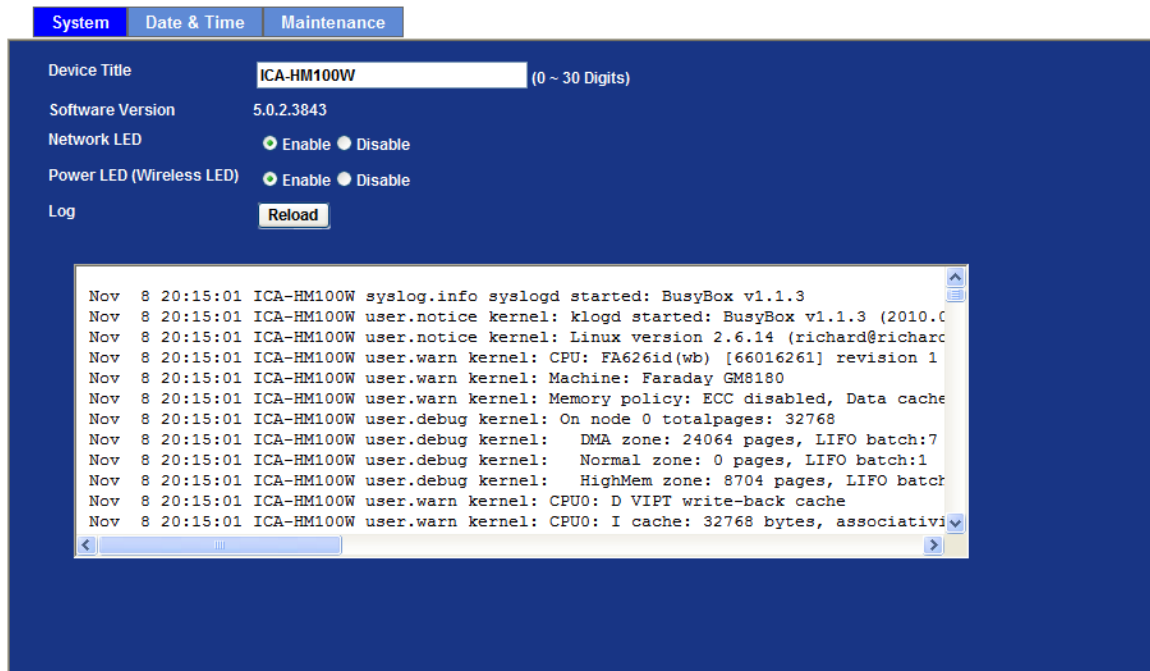 System Date & Time Maintenance
Device Title ICA-HM100W (0 ~ 30 Digits)
Software Version 5.0.2.3843
Network LED Enable Disable
Power LED (Wireless LED) Enable Disable
Log Reload
Nov  8 20:15:01 ICA-HM100W syslog.info syslogd started: BusyBox v1.1.3
Nov  8 20:15:01 ICA-HM100W user.notice kernel: klogd started: BusyBox v1.1.3 (2010.0
Nov  8 20:15:01 ICA-HM100W user.notice kernel: Linux version 2.6.14 (richard@richard
Nov  8 20:15:01 ICA-HM100W user.warn kernel: CPU: FA626id(wb) [66016261] revision 1
Nov  8 20:15:01 ICA-HM100W user.warn kernel: Machine: Faraday GM8180
Nov  8 20:15:01 ICA-HM100W user.warn kernel: Memory policy: ECC disabled, Data cache
Nov  8 20:15:01 ICA-HM100W user.debug kernel: On node 0 totalpages: 32768
Nov  8 20:15:01 ICA-HM100W user.debug kernel:   DMA zone: 24064 pages, LIFO batch:7
Nov  8 20:15:01 ICA-HM100W user.debug kernel:   Normal zone: 0 pages, LIFO batch:1
Nov  8 20:15:01 ICA-HM100W user.debug kernel:   HighMem zone: 8704 pages, LIFO batch
Nov  8 20:15:01 ICA-HM100W user.warn kernel: CPU0: D VIPT write-back cache
Nov  8 20:15:01 ICA-HM100W user.warn kernel: CPU0: I cache: 32768 bytes, associativi